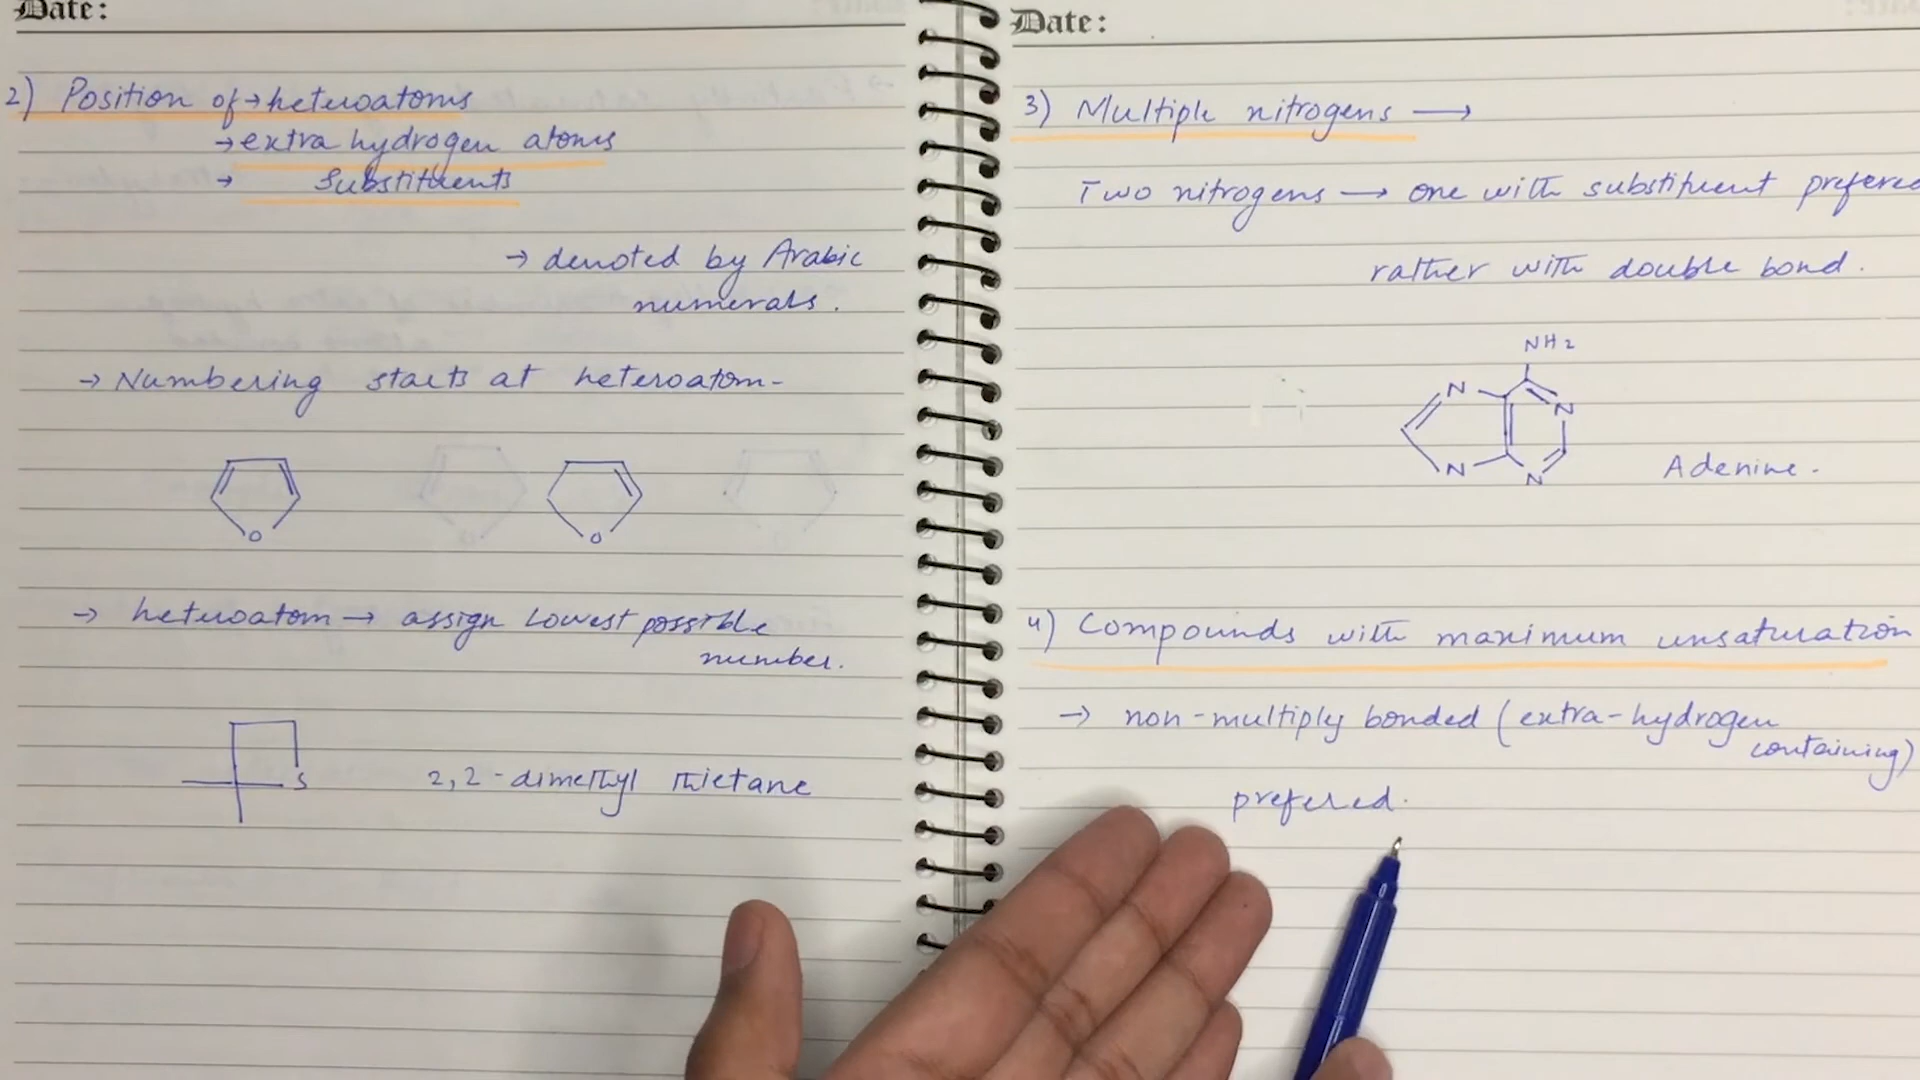 Date:
2) Position of → heteroatoms
→ extra hydrogen atoms
→ Substituents
→ denoted by Arabic
numerals.
→ Numbering starts at heteroatom-
O
O
→ heteroatom → assign Lowest possible
number.
S
2,2-dimethyl thietane
Date:
3) Multiple nitrogens →
Two nitrogens → one with substituent prefered
rather with double bond.
NH2
N
N
N
N
Adenine.
4) Compounds with maximum unsaturation
→ non-multiply bonded (extra-hydrogen
containing)
prefered.